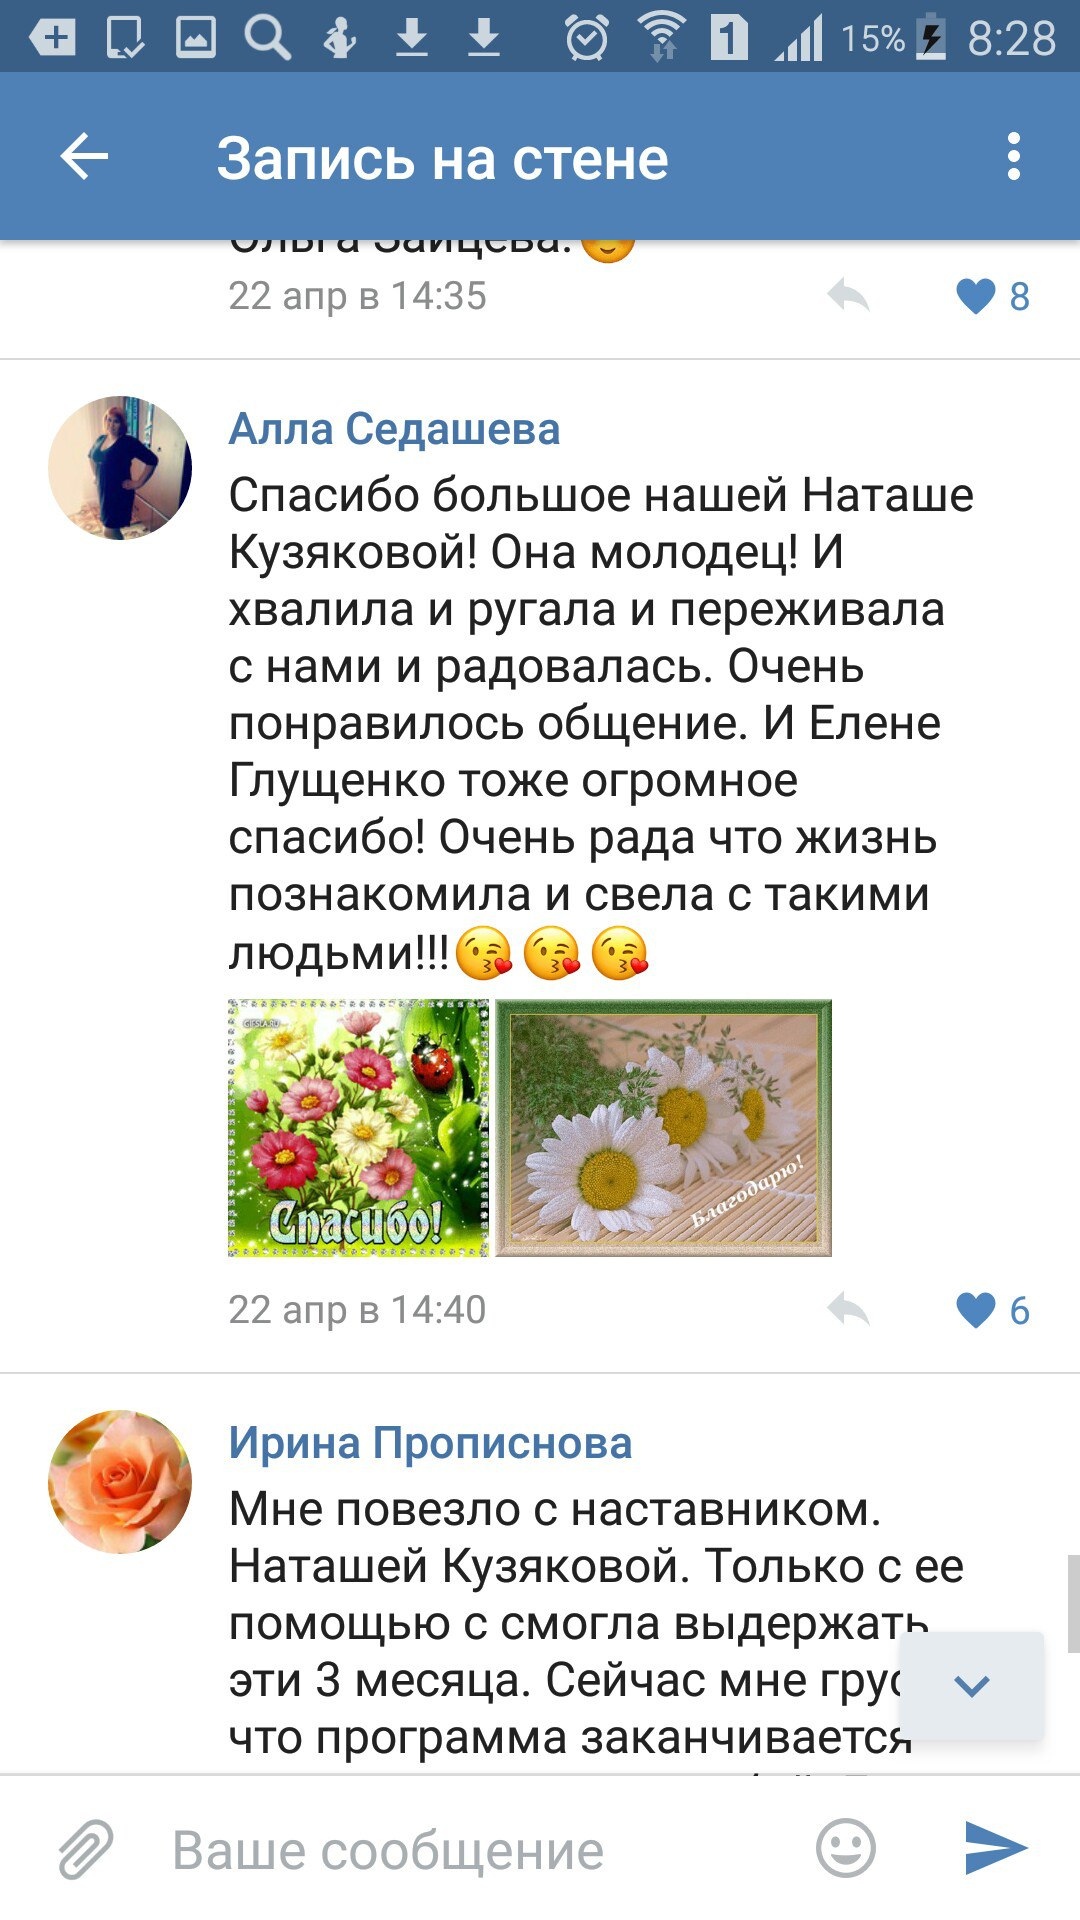 1 15% 8:28
Запись на стене
Ольга Зайцева.
22 апр в 14:35
8
Алла Седашева
Спасибо большое нашей Наташе
Кузяковой! Она молодец! И
хвалила и ругала и переживала
с нами и радовалась. Очень
понравилось общение. И Елене
Глущенко тоже огромное
спасибо! Очень рада что жизнь
познакомила и свела с такими
людьми!!!😘😘😘
Спасибо!
Благодарю!
22 апр в 14:40
6
Ирина Прописнова
Мне повезло с наставником.
Наташей Кузяковой. Только с ее
помощью с смогла выдержать
эти 3 месяца. Сейчас мне грус
что программа заканчивается
Ваше сообщение